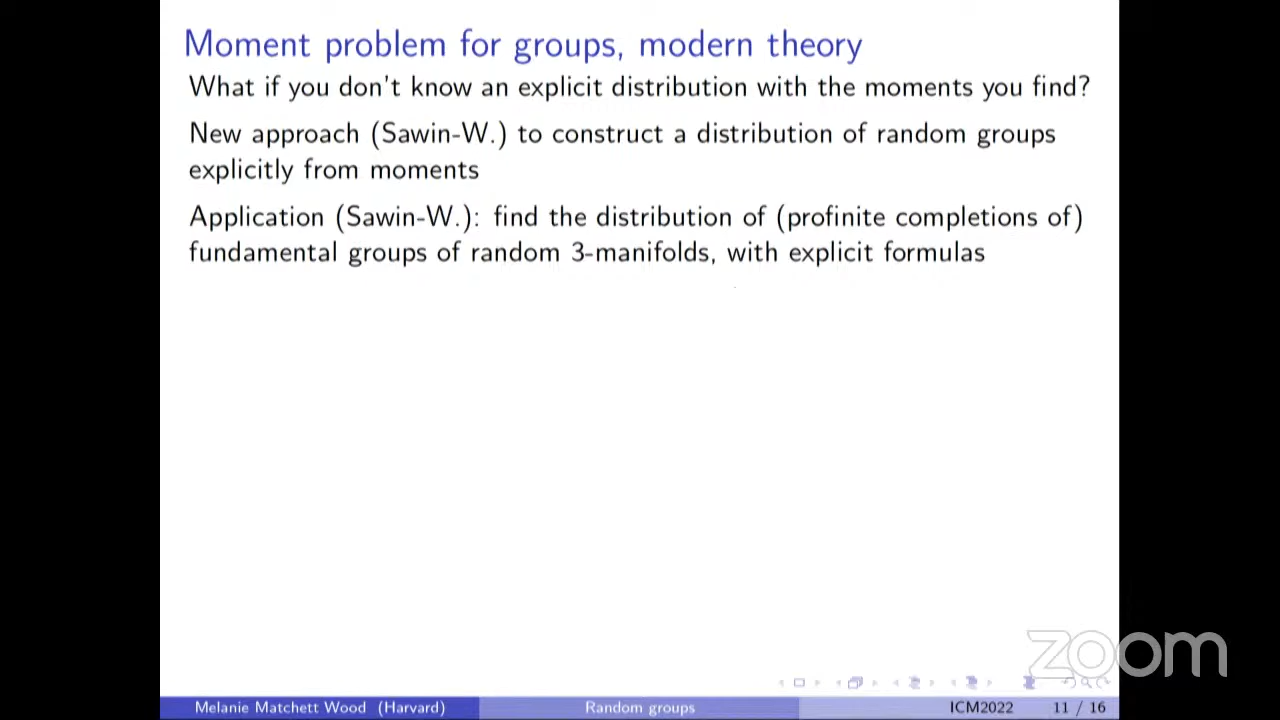 Moment problem for groups, modern theory
What if you don't know an explicit distribution with the moments you find?
New approach (Sawin-W.) to construct a distribution of random groups
explicitly from moments
Application (Sawin-W.): find the distribution of (profinite completions of)
fundamental groups of random 3-manifolds, with explicit formulas
zoom
Melanie Matchett Wood (Harvard)
Random groups
ICM2022
11 / 16